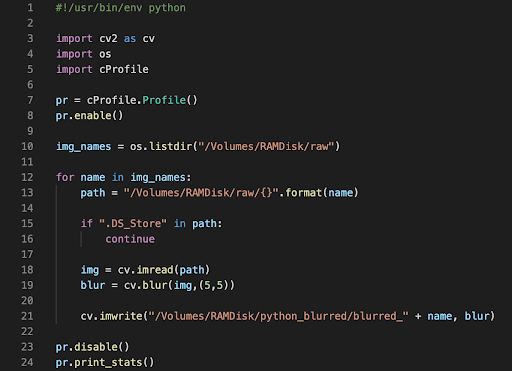 1 #!/usr/bin/env python
2
3 import cv2 as cv
4 import os
5 import cProfile
6
7 pr = cProfile.Profile()
8 pr.enable()
9
10 img_names = os.listdir("/Volumes/RAMDisk/raw")
11
12 for name in img_names:
13     path = "/Volumes/RAMDisk/raw/{}".format(name)
14
15     if ".DS_Store" in path:
16         continue
17
18     img = cv.imread(path)
19     blur = cv.blur(img,(5,5))
20
21     cv.imwrite("/Volumes/RAMDisk/python_blurred/blurred_" + name, blur)
22
23 pr.disable()
24 pr.print_stats()